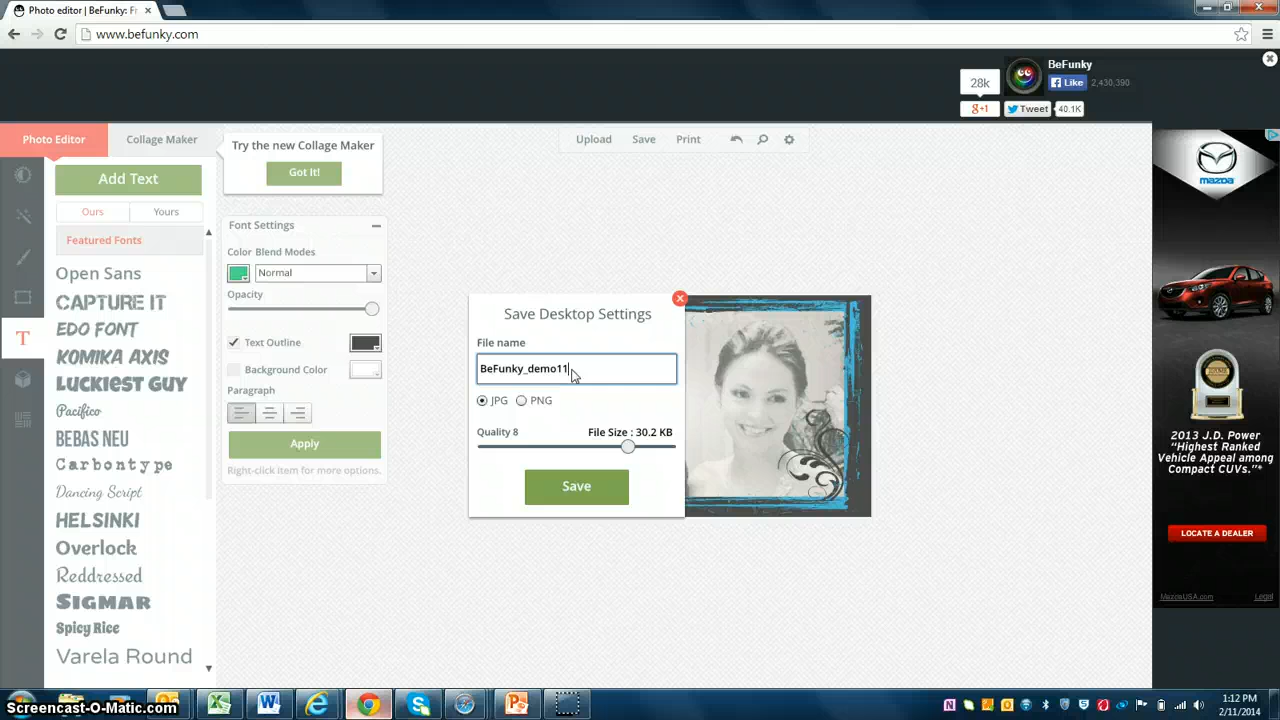 Photo editor | BeFunky: F
www.befunky.com
28k
BeFunky
Like 2,430,390
g+1
Tweet 40.1K
Photo Editor
Collage Maker
Try the new Collage Maker
Got It!
Upload
Save
Print
Add Text
Ours
Yours
Featured Fonts
Open Sans
CAPTURE IT
EDO FONT
KOMIKA AXIS
LUCKIEST GUY
Pacifico
BEBAS NEU
Carbontype
Dancing Script
HELSINKI
Overlock
Reddressed
SIGMAR
Spicy Rice
Varela Round
Font Settings
Color Blend Modes
Normal
Opacity
Text Outline
Background Color
Paragraph
Apply
Right-click item for more options.
Save Desktop Settings
File name
BeFunky_demo11
JPG PNG
Quality 8 File Size : 30.2 KB
Save
mazda
2013 J.D. Power
"Highest Ranked
Vehicle Appeal among
Compact CUVs."*
LOCATE A DEALER
MazdaUSA.com
Legal
Screencast-O-Matic.com
1:12 PM
2/11/2014